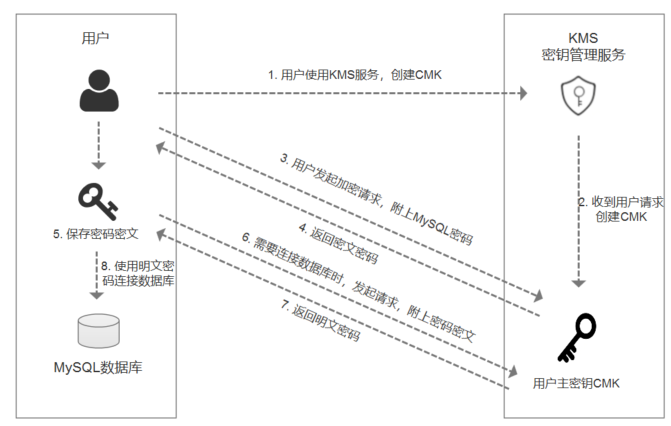 用户
KMS
密钥管理服务
1. 用户使用KMS服务，创建CMK
2. 收到用户请求
创建CMK
3. 用户发起加密请求，附上MySQL密码
4. 返回密文密码
5. 保存密码密文
6. 需要连接数据库时，发起请求，附上密码密文
7. 返回明文密码
8. 使用明文密
码连接数据库
MySQL数据库
用户主密钥CMK